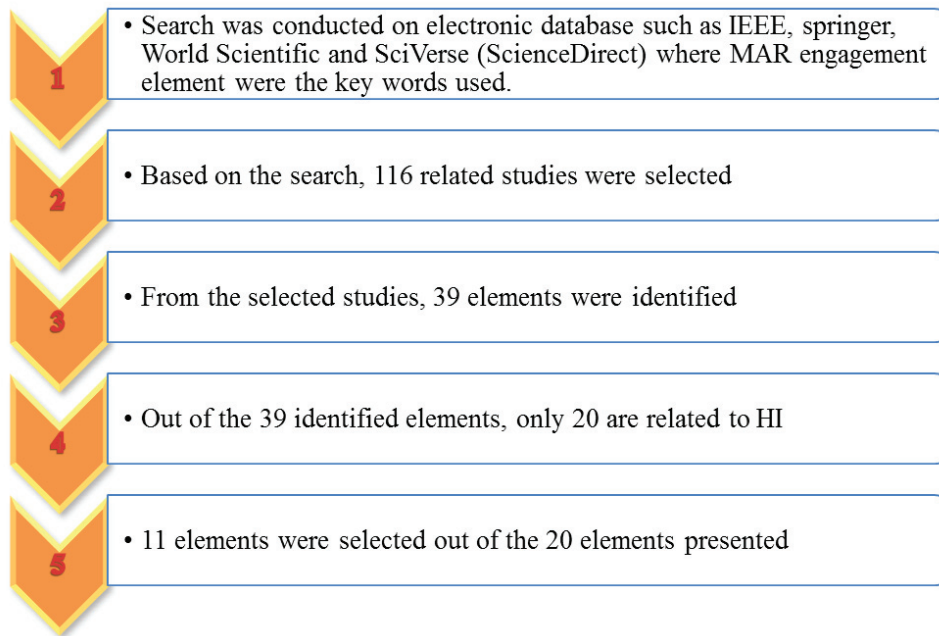 1
• Search was conducted on electronic database such as IEEE, springer,
World Scientific and SciVerse (ScienceDirect) where MAR engagement
element were the key words used.
2
• Based on the search, 116 related studies were selected
3
• From the selected studies, 39 elements were identified
4
• Out of the 39 identified elements, only 20 are related to HI
5
• 11 elements were selected out of the 20 elements presented